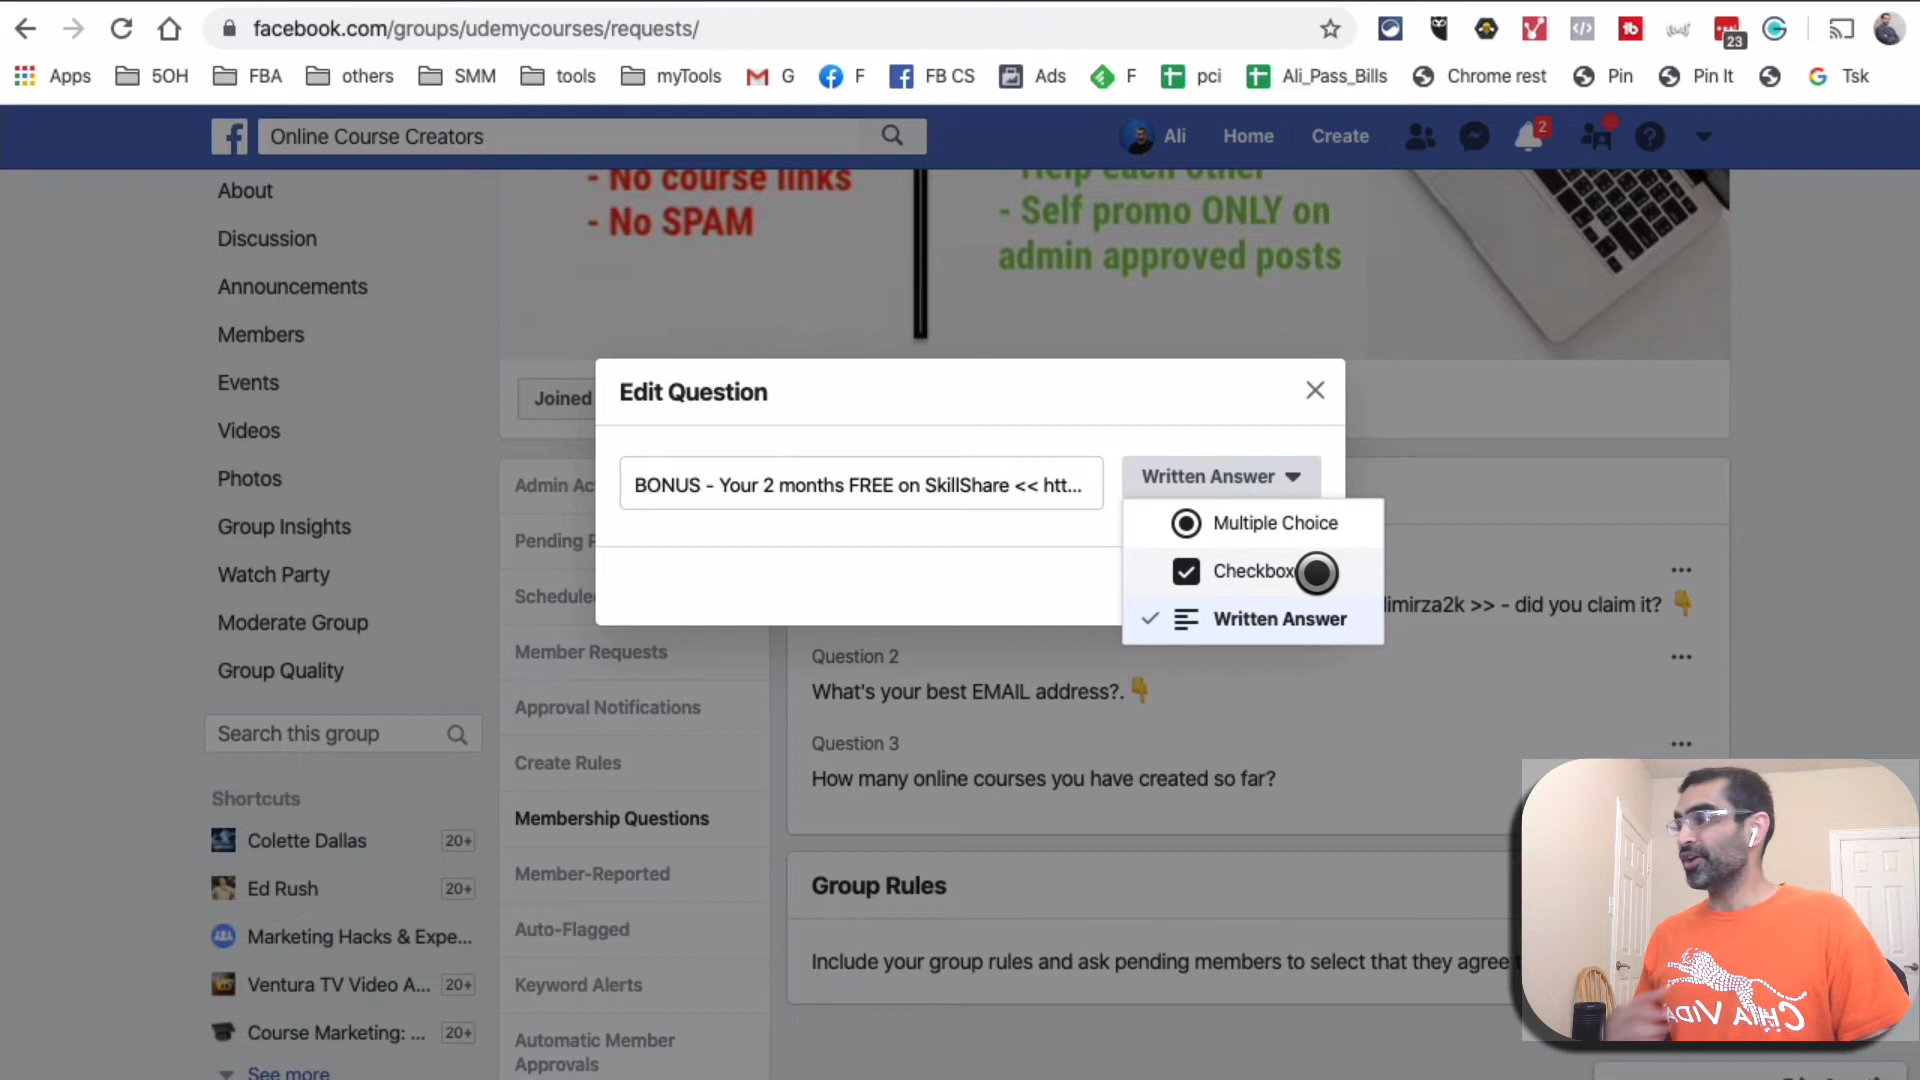 facebook.com/groups/udemycourses/requests/
23
Apps 5OH FBA others SMM tools myTools G F FB CS Ads F pci Ali_Pass_Bills Chrome rest Pin Pin It Tsk
Online Course Creators
Ali Home Create 2
About
Discussion
Announcements
Members
Events
Videos
Photos
Group Insights
Watch Party
Moderate Group
Group Quality
Search this group
Shortcuts
Colette Dallas 20+
Ed Rush 20+
Marketing Hacks & Expe...
Ventura TV Video A... 20+
Course Marketing: ... 20+
See more
- No course links
- No SPAM
Help each other
- Self promo ONLY on
admin approved posts
Joined
Admin Ac
Pending P
Schedule
Member Requests
Approval Notifications
Create Rules
Membership Questions
Member-Reported
Auto-Flagged
Keyword Alerts
Automatic Member
Approvals
Edit Question
BONUS - Your 2 months FREE on SkillShare << htt...
Written Answer
Multiple Choice
Checkbox
Written Answer
limirza2k >> - did you claim it? 👇
Question 2
What's your best EMAIL address?. 👇
Question 3
How many online courses you have created so far?
Group Rules
Include your group rules and ask pending members to select that they agree t
CHIA VIDA